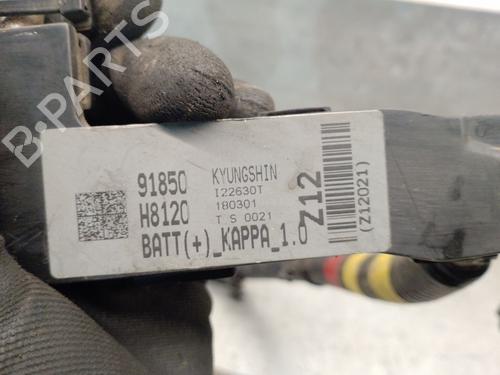 B-PARTS
91850 KYUNGSHIN
I22630T
H8120 180301
T S 0021
BATT(+)_KAPPA_1.0
Z12
(Z12021)